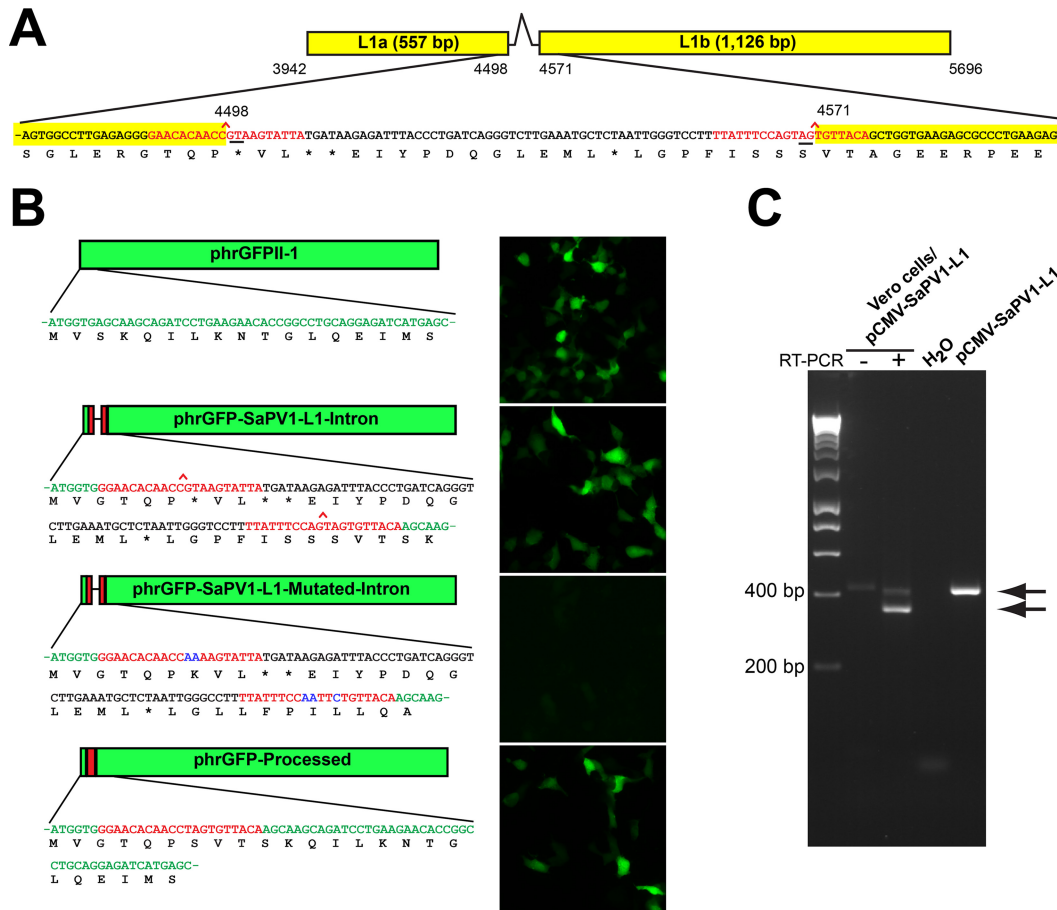 A
L1a (557 bp)
L1b (1,126 bp)
3942
4498
4571
5696
4498
4571
-AGTGGCCTTGAGAGGGGAACACAACCGTAAGTATTATGATAAGAGATTTACCCTGATCAGGGTCTTGAAATGCTCTAATTGGGTCCTTTTATTTCCAGTAGTGTTACAGCTGGTGAAGAGCGCCCTGAAGAG
S G L E R G T Q P * V L * * E I Y P D Q G L E M L * L G P F I S S S V T A G E E R P E E
B
phrGFPII-1
-ATGGTGAGCAAGCAGATCCTGAAGAACACCGGCCTGCAGGAGATCATGAGC-
M V S K Q I L K N T G L Q E I M S
phrGFP-SaPV1-L1-Intron
-ATGGTGGGAACACAACCGTAAGTATTATGATAAGAGATTTACCCTGATCAGGGT
M V G T Q P * V L * * E I Y P D Q G
CTTGAAATGCTCTAATTGGGTCCTTTTATTTCCAGTAGTGTTACAAGCAAG-
L E M L * L G P F I S S S V T S K
phrGFP-SaPV1-L1-Mutated-Intron
-ATGGTGGGAACACAACCAAAAGTATTATGATAAGAGATTTACCCTGATCAGGGT
M V G T Q P K V L * * E I Y P D Q G
CTTGAAATGCTCTAATTGGGCCTTTTATTTCCAATTCTGTTACAAGCAAG-
L E M L * L G L L F P I L L Q A
phrGFP-Processed
-ATGGTGGGAACACAACCTAGTGTTACAAGCAAGCAGATCCTGAAGAACACCGGC
M V G T Q P S V T S K Q I L K N T G
CTGCAGGAGATCATGAGC-
L Q E I M S
C
Vero cells/
pCMV-SaPV1-L1
H2O
pCMV-SaPV1-L1
RT-PCR
- +
400 bp
200 bp